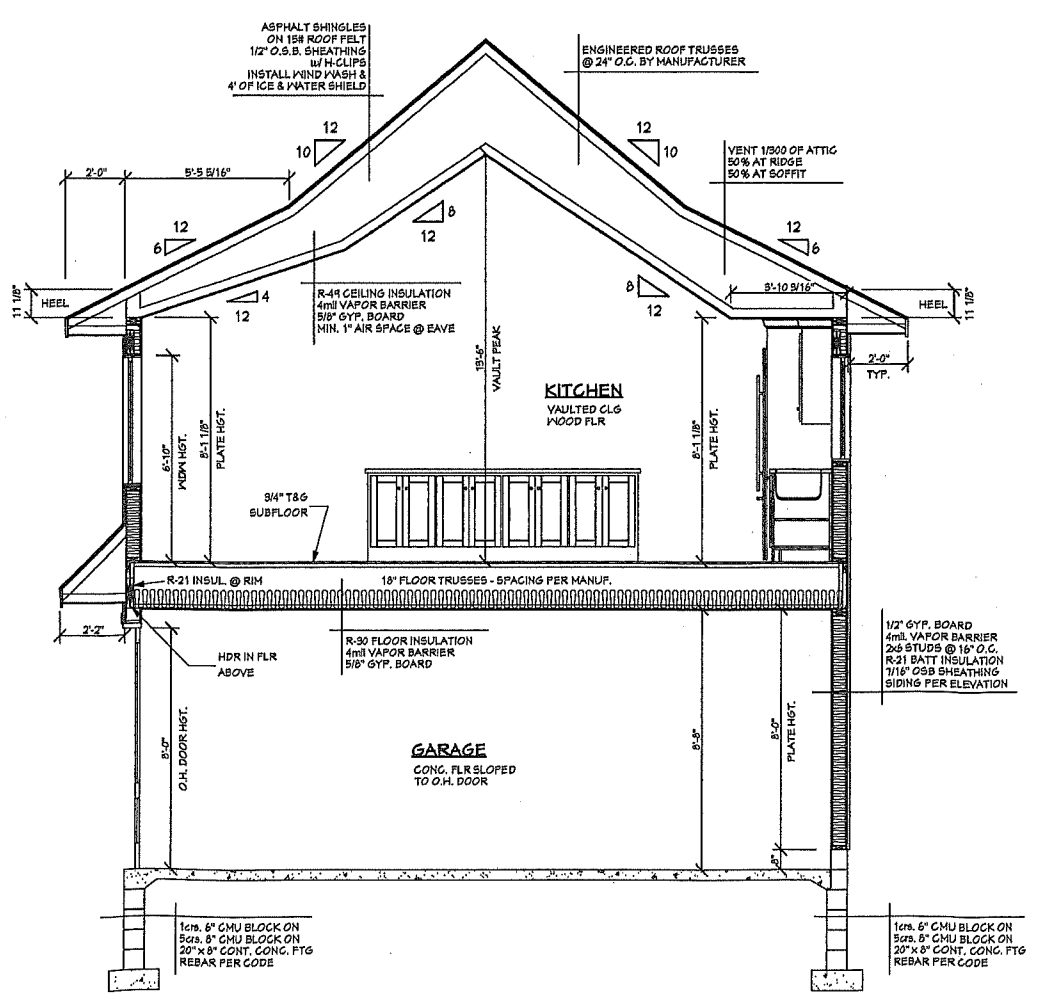 ASPHALT SHINGLES
ON 15# ROOF FELT
1/2" O.S.B. SHEATHING
w/ H-CLIPS
INSTALL WIND WASH &
4' OF ICE & WATER SHIELD
ENGINEERED ROOF TRUSSES
@ 24" O.C. BY MANUFACTURER
12
10
12
10
VENT 1/300 OF ATTIC
50% AT RIDGE
50% AT SOFFIT
2'-0"
5'-5 5/16"
12
6
8
12
12
6
4
12
8
12
R-49 CEILING INSULATION
4mil VAPOR BARRIER
5/8" GYP. BOARD
MIN. 1" AIR SPACE @ EAVE
3'-10 3/16"
11 1/8"
HEEL
HEEL
11 1/8"
2'-0"
TYP.
13'-6"
VAULT PEAK
KITCHEN
VAULTED CLG
WOOD FLR
6'-10"
WDW HGT.
8'-1 1/8"
PLATE HGT.
8'-1 1/8"
PLATE HGT.
3/4" T&G
SUBFLOOR
R-21 INSUL. @ RIM
18" FLOOR TRUSSES - SPACING PER MANUF.
2'-2"
HDR IN FLR
ABOVE
R-30 FLOOR INSULATION
4mil VAPOR BARRIER
5/8" GYP. BOARD
1/2" GYP. BOARD
4mil. VAPOR BARRIER
2x6 STUDS @ 16" O.C.
R-21 BATT INSULATION
7/16" OSB SHEATHING
SIDING PER ELEVATION
8'-0"
O.H. DOOR HGT.
GARAGE
CONC. FLR SLOPED
TO O.H. DOOR
8'-8"
8'-0"
PLATE HGT.
8"
1crs. 6" CMU BLOCK ON
5crs. 8" CMU BLOCK ON
20" x 8" CONT. CONC. FTG
REBAR PER CODE
1crs. 6" CMU BLOCK ON
5crs. 8" CMU BLOCK ON
20" x 8" CONT. CONC. FTG
REBAR PER CODE